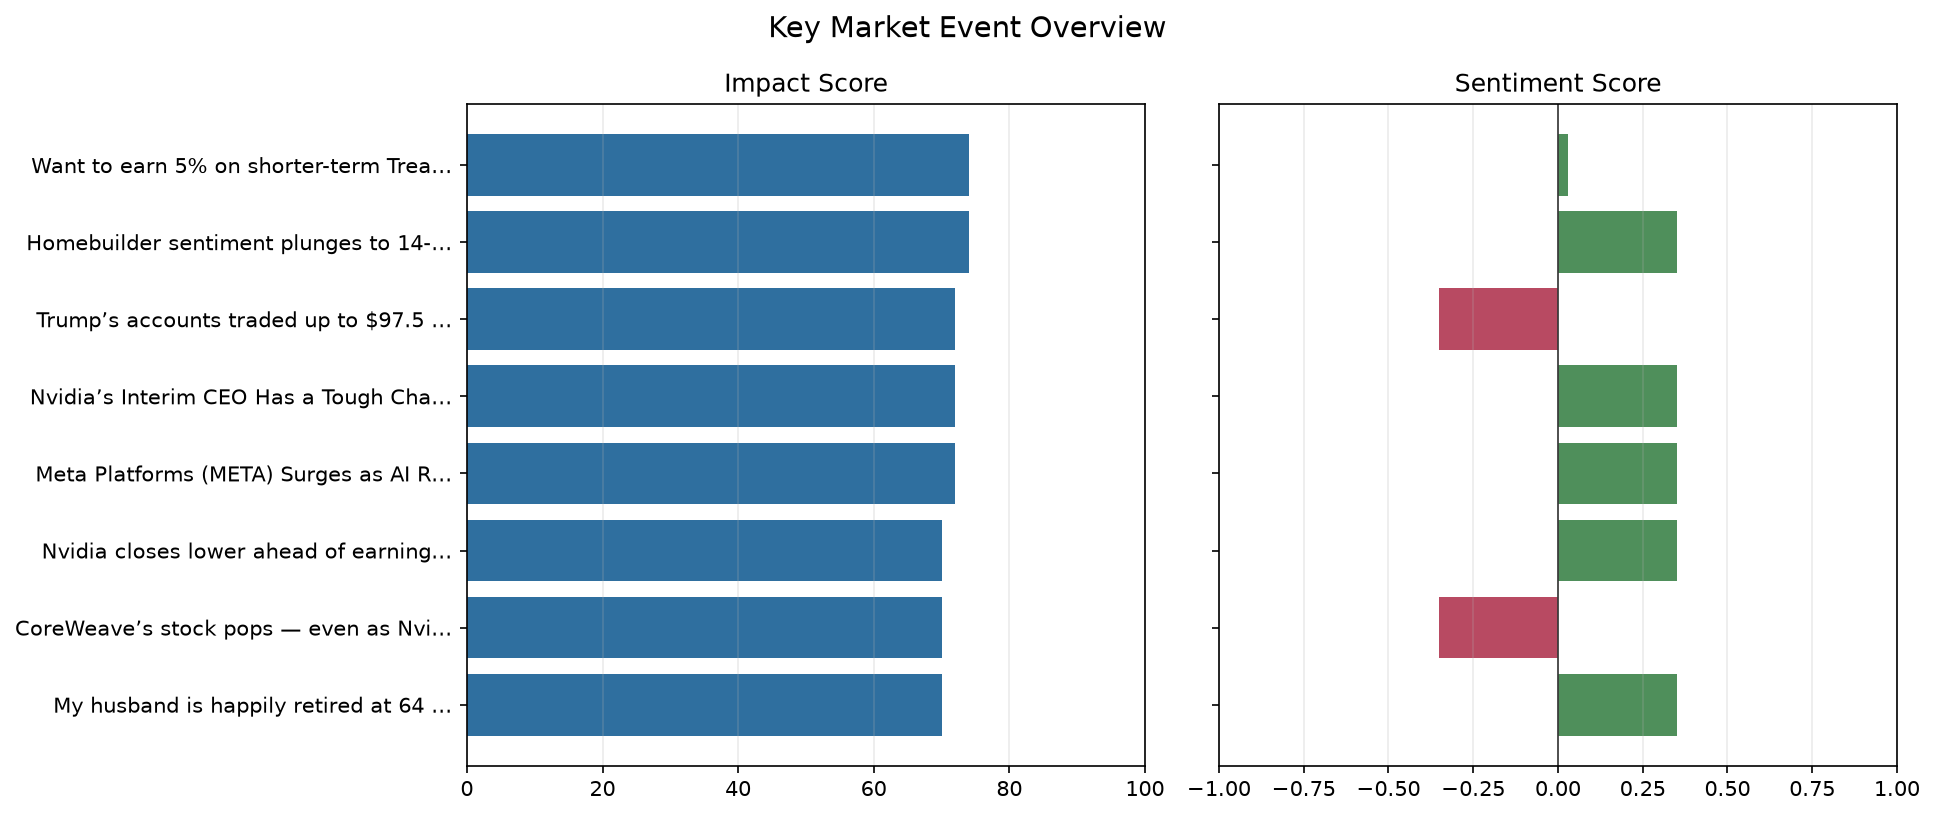 Key Market Event Overview
Impact Score
Sentiment Score
Want to earn 5% on shorter-term Trea...
Homebuilder sentiment plunges to 14-...
Trump’s accounts traded up to $97.5 ...
Nvidia’s Interim CEO Has a Tough Cha...
Meta Platforms (META) Surges as AI R...
Nvidia closes lower ahead of earning...
CoreWeave’s stock pops — even as Nvi...
My husband is happily retired at 64 ...
0 20 40 60 80 100
−1.00 −0.75 −0.50 −0.25 0.00 0.25 0.50 0.75 1.00